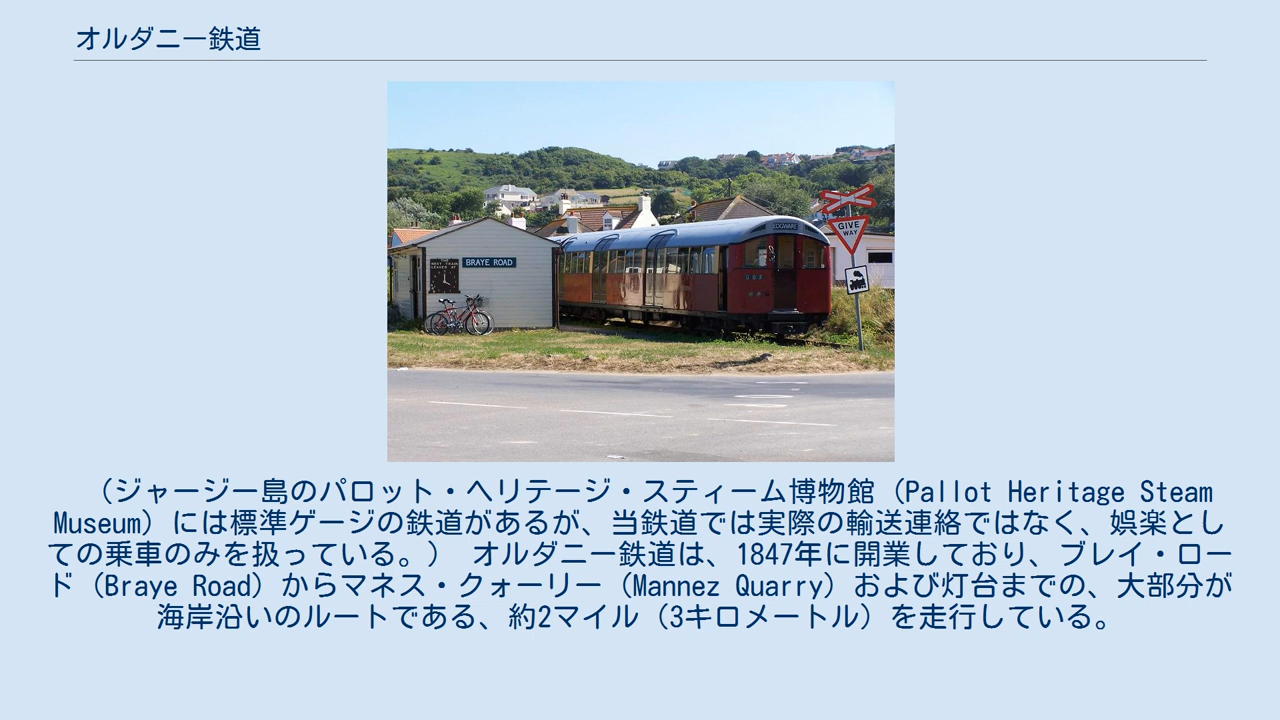 オルダニー鉄道
BRAYE ROAD
EDGWARE
GIVE
WAY
（ジャージー島のパロット・ヘリテージ・スティーム博物館（Pallot Heritage Steam
Museum）には標準ゲージの鉄道があるが、当鉄道では実際の輸送連絡ではなく、娯楽とし
ての乗車のみを扱っている。） オルダニー鉄道は、1847年に開業しており、ブレイ・ロー
ド（Braye Road）からマネス・クォーリー（Mannez Quarry）および灯台までの、大部分が
海岸沿いのルートである、約2マイル（3キロメートル）を走行している。